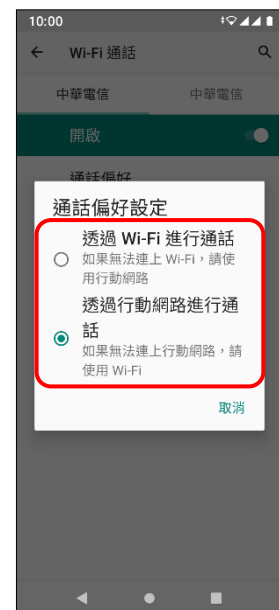 10:00
Wi-Fi 通話
中華電信
中華電信
開啟
通話偏好
通話偏好設定
透過 Wi-Fi 進行通話
如果無法連上 Wi-Fi，請使
用行動網路
透過行動網路進行通
話
如果無法連上行動網路，請
使用 Wi-Fi
取消